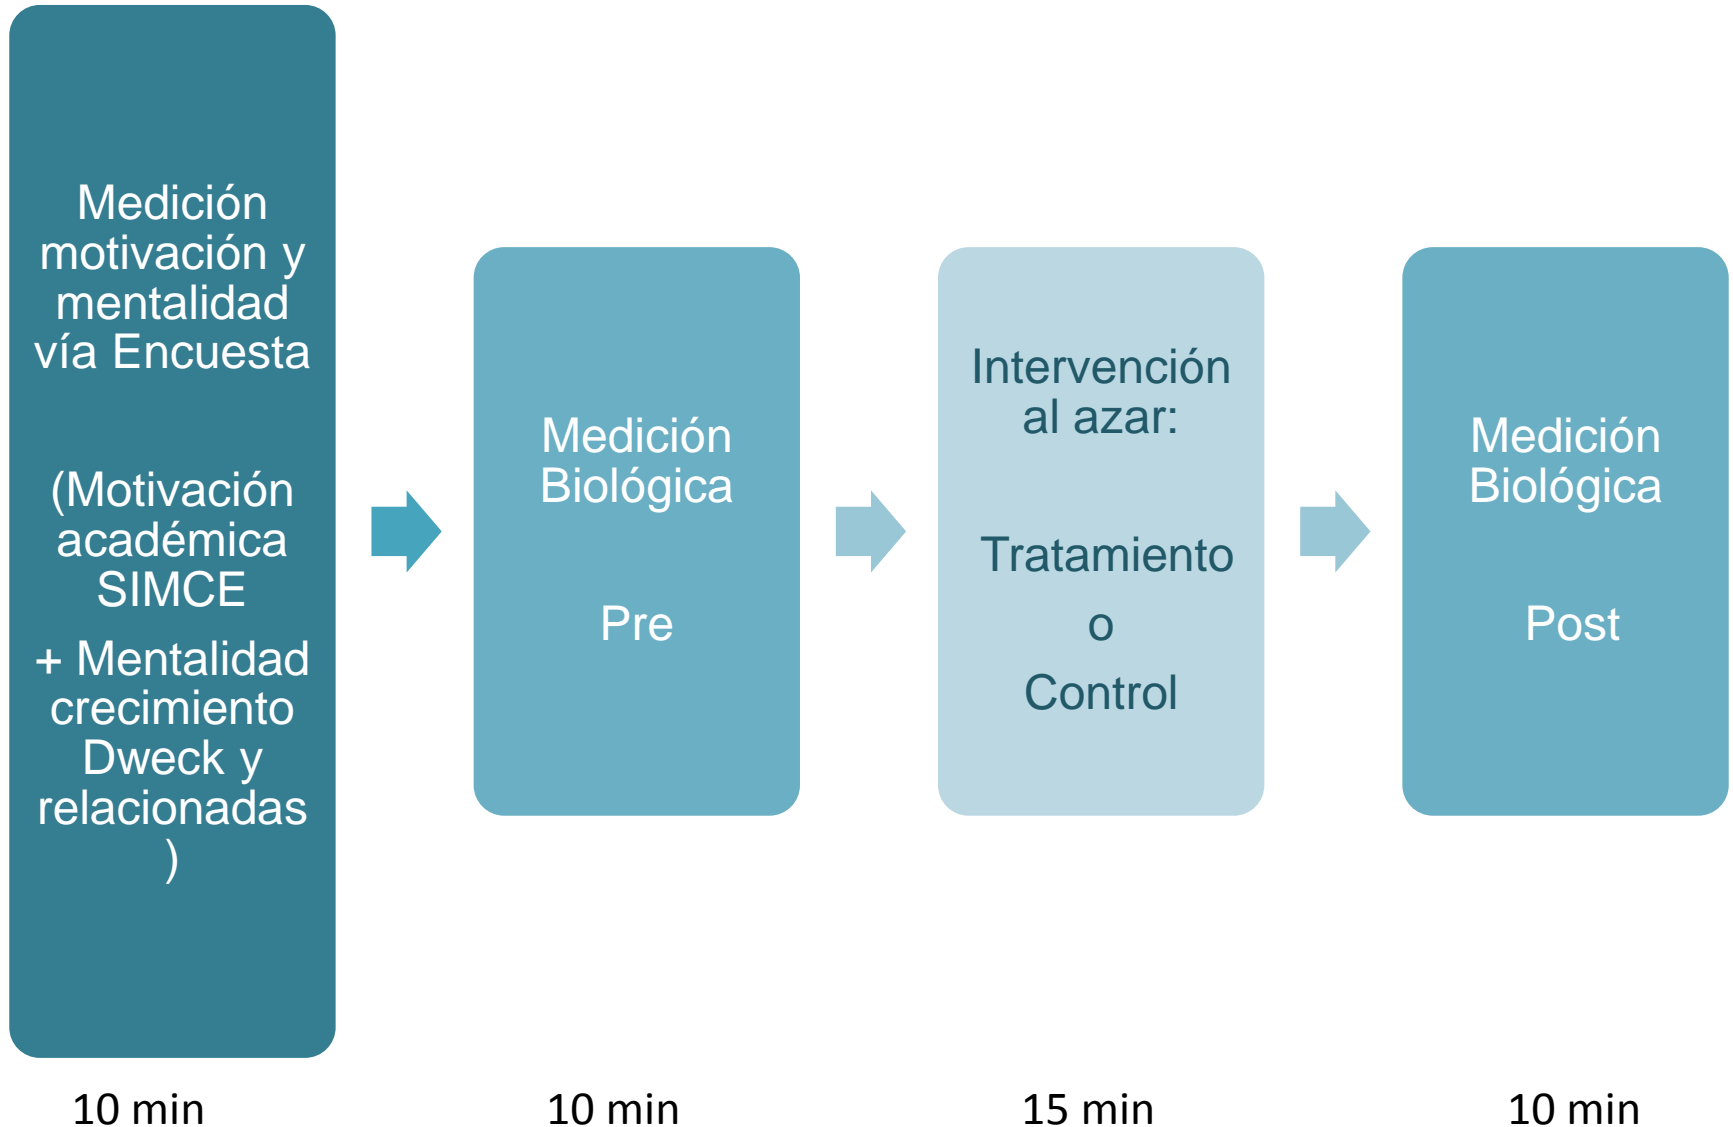 Medición
motivación y
mentalidad
vía Encuesta
(Motivación
académica
SIMCE
+ Mentalidad
crecimiento
Dweck y
relacionadas
)
Medición
Biológica
Pre
Intervención
al azar:
Tratamiento
o
Control
Medición
Biológica
Post
10 min
10 min
15 min
10 min